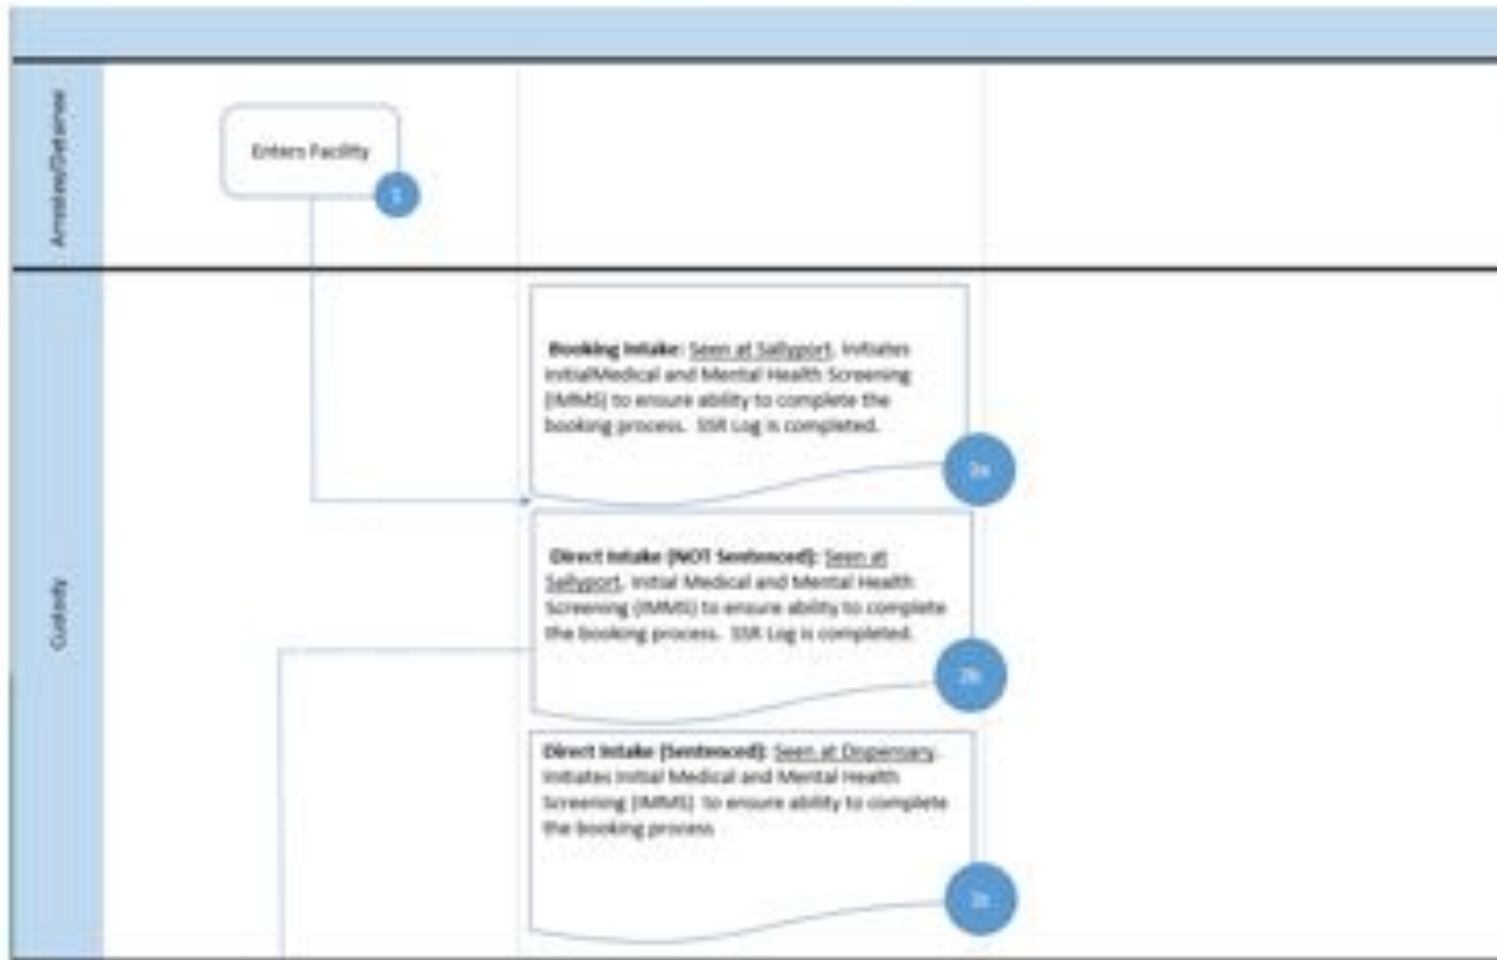 Arrestee/Detainee
Enters Facility
1
Custody
Booking Intake: Seen at Sallyport. Initiates
InitialMedical and Mental Health Screening
(IMMS) to ensure ability to complete the
booking process. SSR Log is completed.
2a
Direct Intake (NOT Sentenced): Seen at
Sallyport. Initial Medical and Mental Health
Screening (IMMS) to ensure ability to complete
the booking process. SSR Log is completed.
2b
Direct Intake (Sentenced): Seen at Dispensary.
Initiates Initial Medical and Mental Health
Screening (IMMS) to ensure ability to complete
the booking process
2c